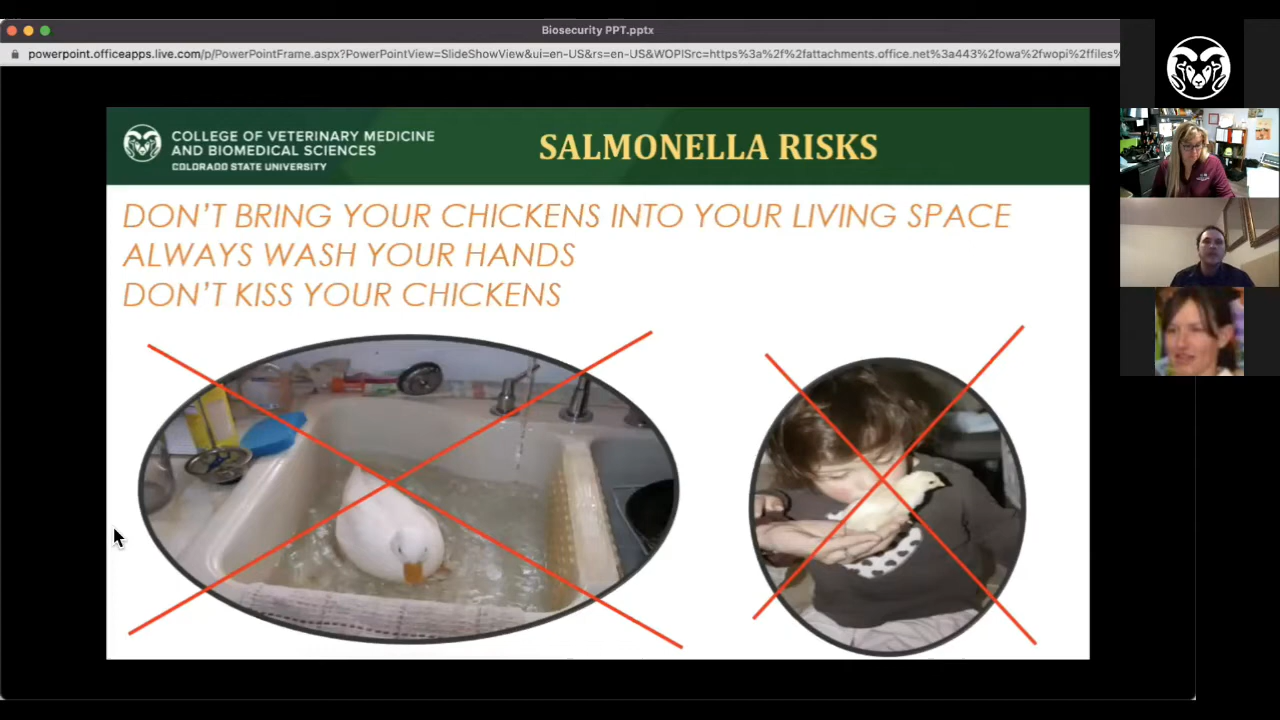 Biosecurity PPT.pptx
powerpoint.officeapps.live.com/p/PowerPointFrame.aspx?PowerPointView=SlideShowView&ui=en-US&rs=en-US&WOPISrc=https%3a%2f%2fattachments.office.net%3a443%2fowa%2fwopi%2ffiles%
COLLEGE OF VETERINARY MEDICINE
AND BIOMEDICAL SCIENCES
COLORADO STATE UNIVERSITY
SALMONELLA RISKS
DON'T BRING YOUR CHICKENS INTO YOUR LIVING SPACE
ALWAYS WASH YOUR HANDS
DON'T KISS YOUR CHICKENS